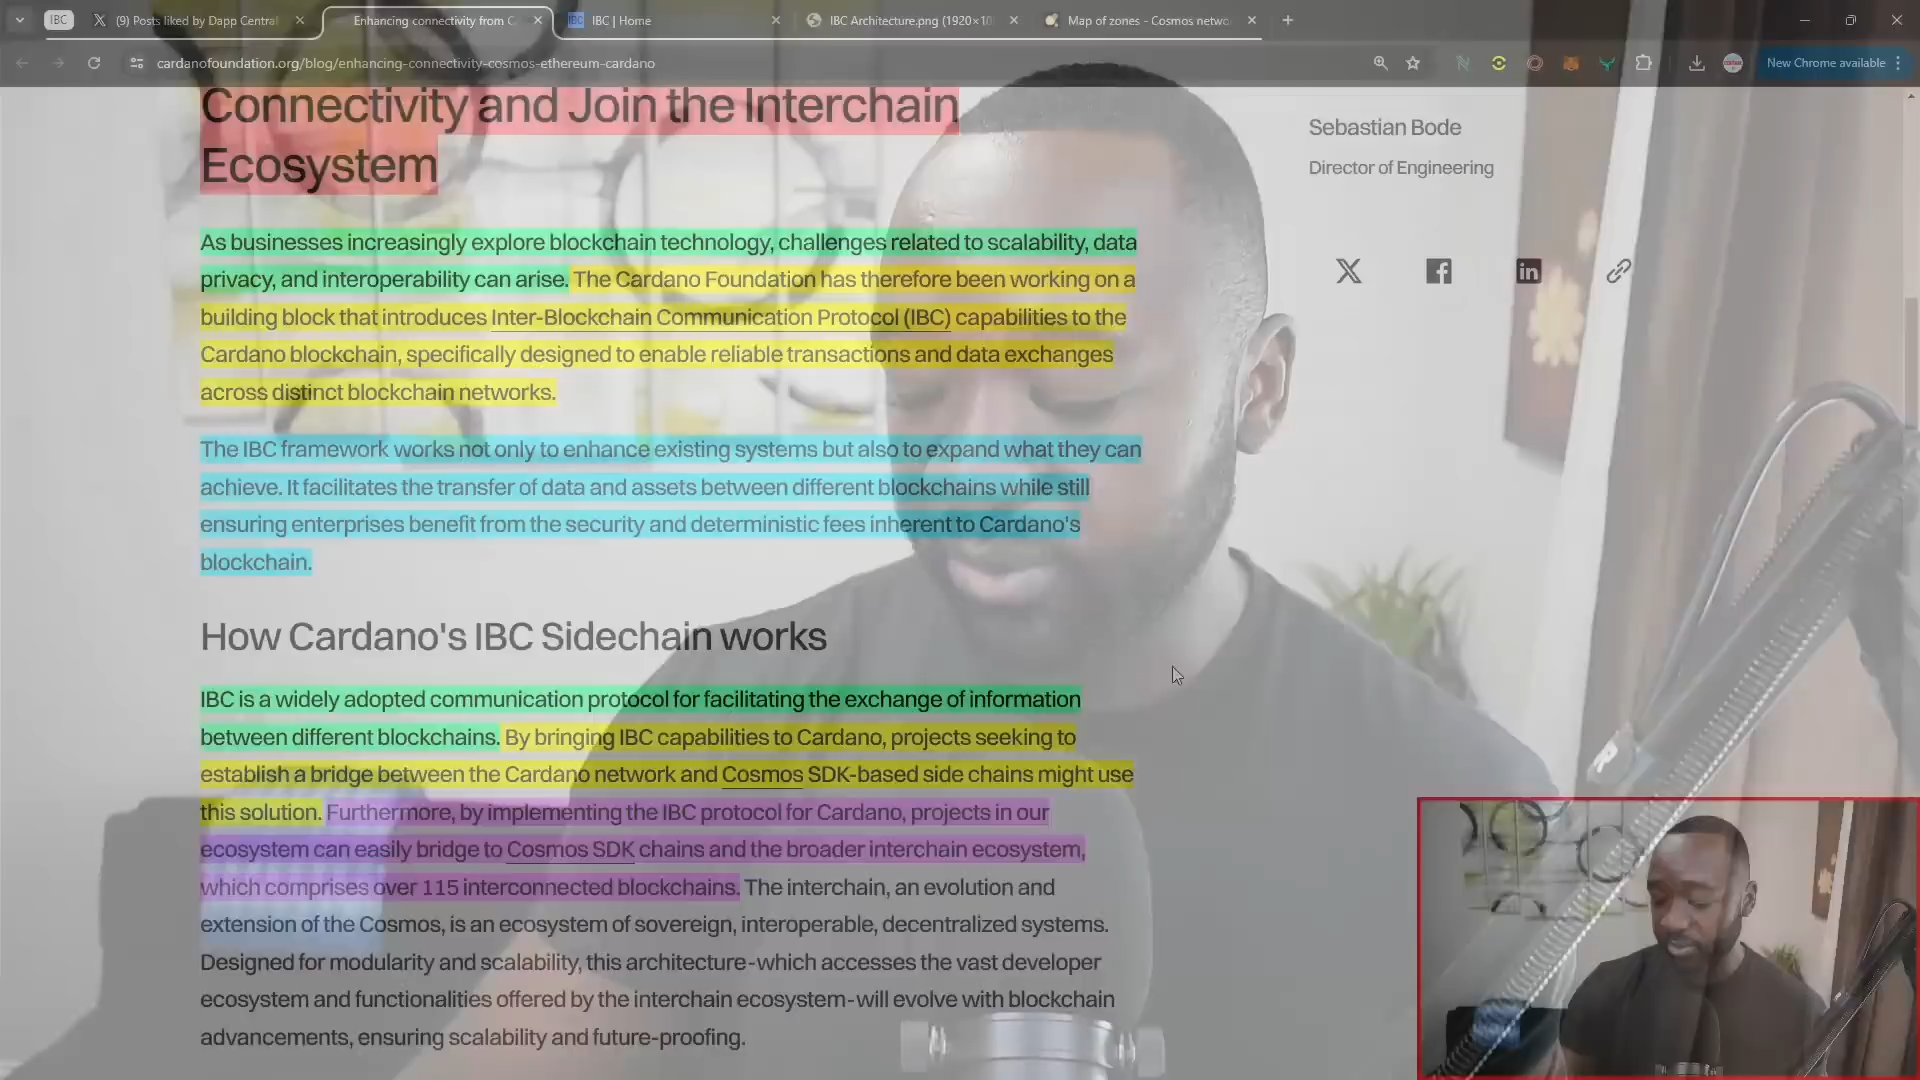 IBC
(9) Posts liked by Dapp Central
Enhancing connectivity from C
IBC | Home
IBC Architecture.png (1920×10
Map of zones - Cosmos netwo
cardanofoundation.org/blog/enhancing-connectivity-cosmos-ethereum-cardano
New Chrome available
Connectivity and Join the Interchain
Ecosystem
Sebastian Bode
Director of Engineering
As businesses increasingly explore blockchain technology, challenges related to scalability, data
privacy, and interoperability can arise. The Cardano Foundation has therefore been working on a
building block that introduces Inter-Blockchain Communication Protocol (IBC) capabilities to the
Cardano blockchain, specifically designed to enable reliable transactions and data exchanges
across distinct blockchain networks.
The IBC framework works not only to enhance existing systems but also to expand what they can
achieve. It facilitates the transfer of data and assets between different blockchains while still
ensuring enterprises benefit from the security and deterministic fees inherent to Cardano's
blockchain.
How Cardano's IBC Sidechain works
IBC is a widely adopted communication protocol for facilitating the exchange of information
between different blockchains. By bringing IBC capabilities to Cardano, projects seeking to
establish a bridge between the Cardano network and Cosmos SDK-based side chains might use
this solution. Furthermore, by implementing the IBC protocol for Cardano, projects in our
ecosystem can easily bridge to Cosmos SDK chains and the broader interchain ecosystem,
which comprises over 115 interconnected blockchains. The interchain, an evolution and
extension of the Cosmos, is an ecosystem of sovereign, interoperable, decentralized systems.
Designed for modularity and scalability, this architecture-which accesses the vast developer
ecosystem and functionalities offered by the interchain ecosystem-will evolve with blockchain
advancements, ensuring scalability and future-proofing.